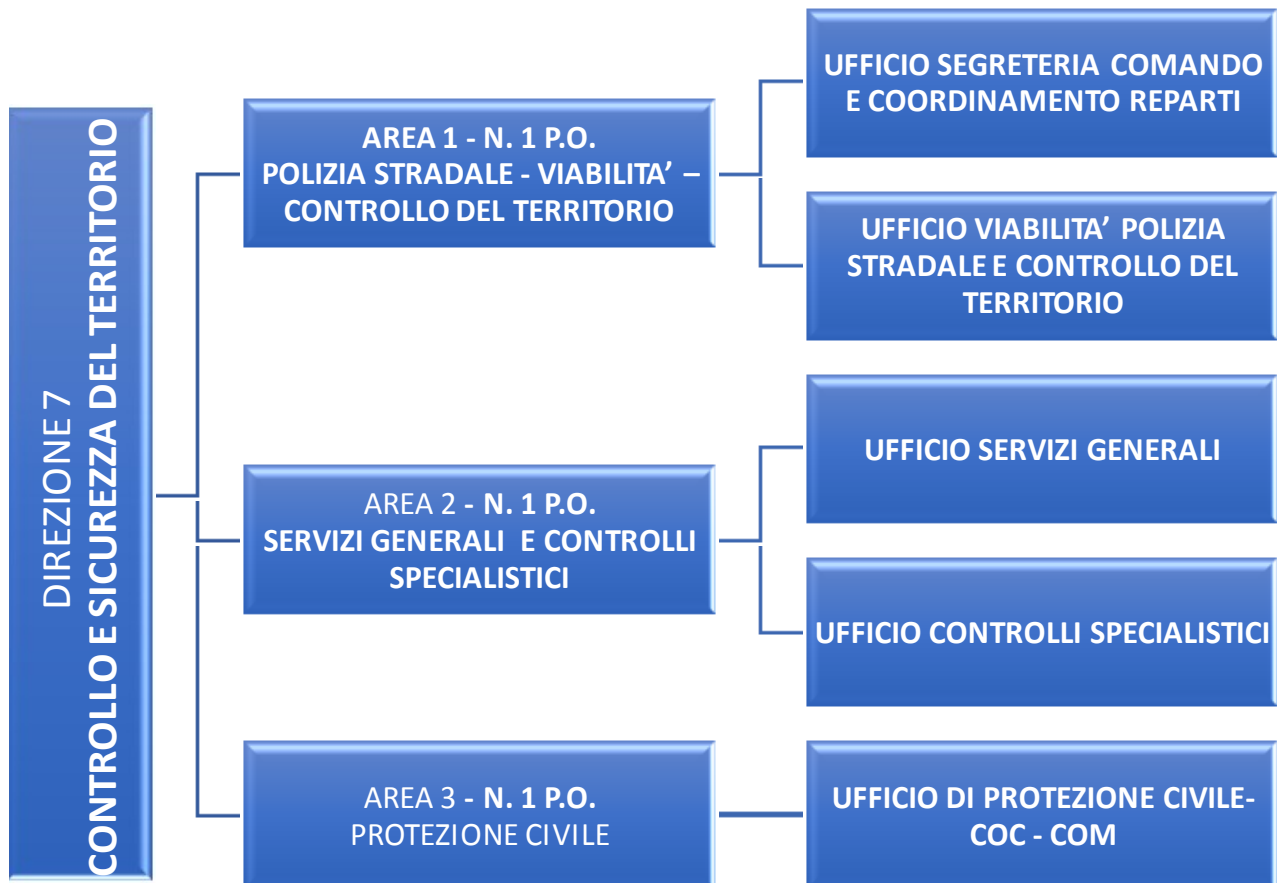 DIREZIONE 7
CONTROLLO E SICUREZZA DEL TERRITORIO
AREA 1 - N. 1 P.O.
POLIZIA STRADALE - VIABILITA’ –
CONTROLLO DEL TERRITORIO
UFFICIO SEGRETERIA COMANDO
E COORDINAMENTO REPARTI
UFFICIO VIABILITA’ POLIZIA
STRADALE E CONTROLLO DEL
TERRITORIO
AREA 2 - N. 1 P.O.
SERVIZI GENERALI E CONTROLLI
SPECIALISTICI
UFFICIO SERVIZI GENERALI
UFFICIO CONTROLLI SPECIALISTICI
AREA 3 - N. 1 P.O.
PROTEZIONE CIVILE
UFFICIO DI PROTEZIONE CIVILE-
COC - COM